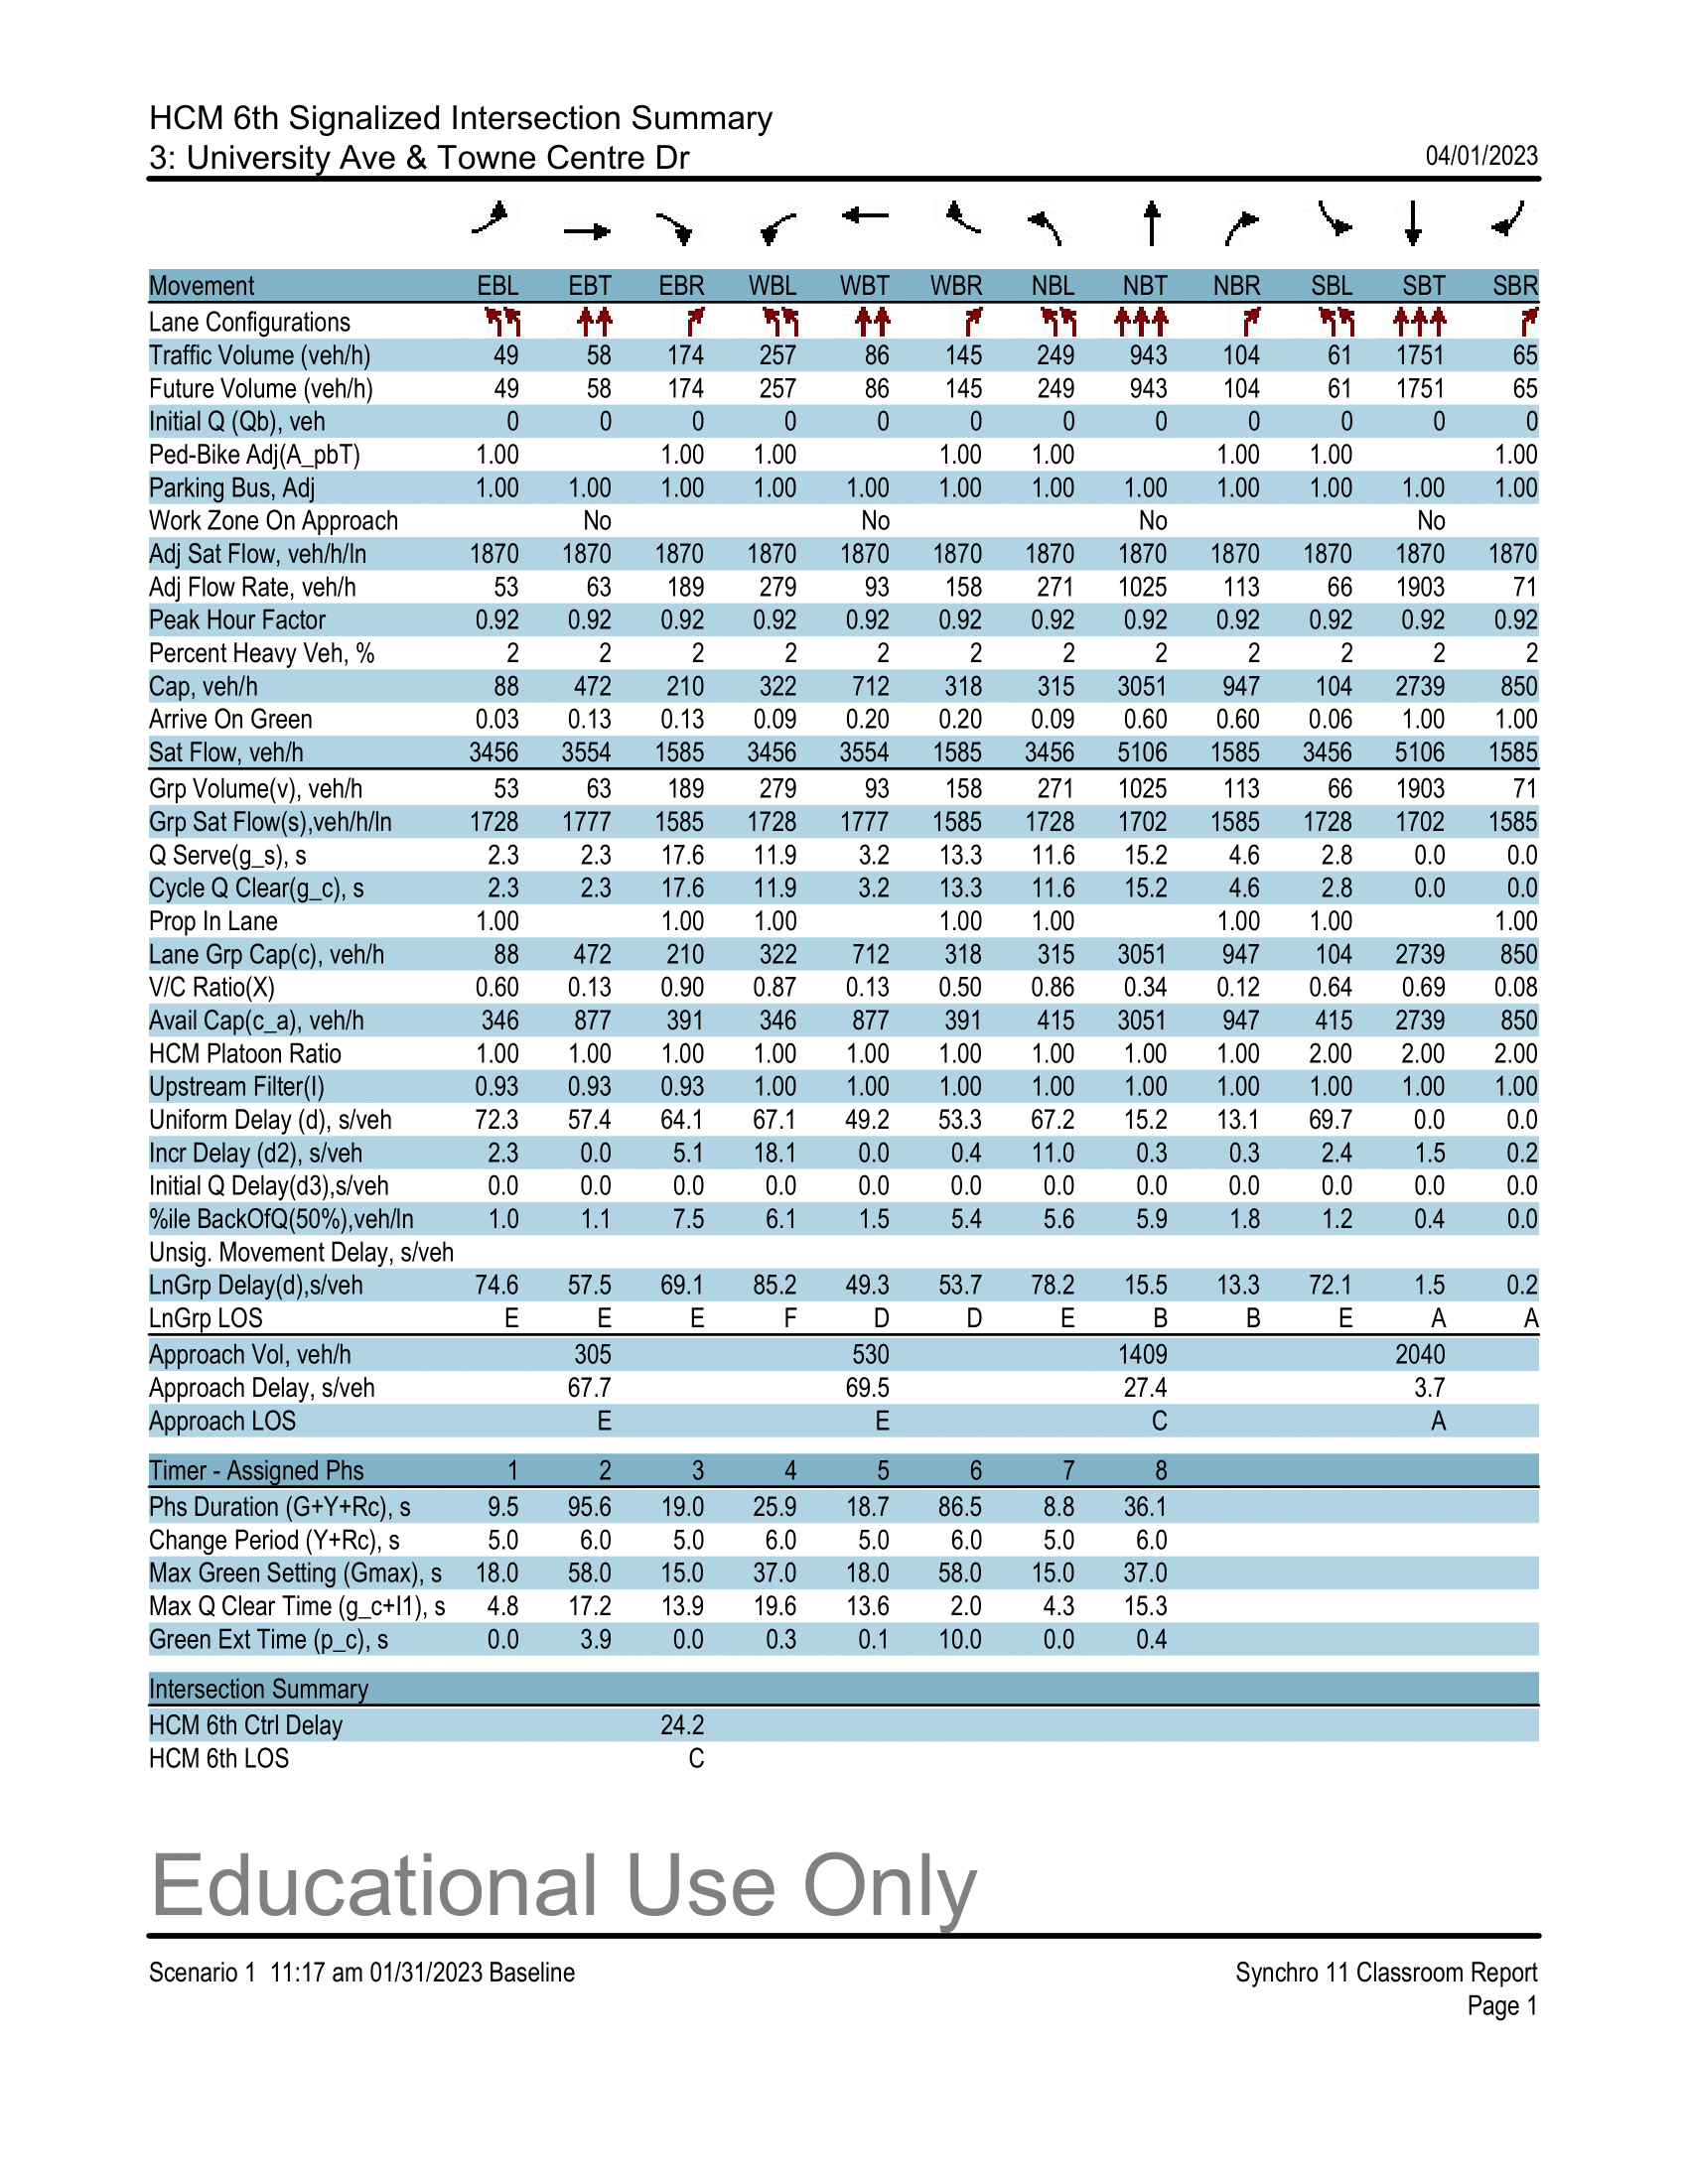 HCM 6th Signalized Intersection Summary
3: University Ave & Towne Centre Dr 04/01/2023
Movement EBL EBT EBR WBL WBT WBR NBL NBT NBR SBL SBT SBR
Lane Configurations
Traffic Volume (veh/h) 49 58 174 257 86 145 249 943 104 61 1751 65
Future Volume (veh/h) 49 58 174 257 86 145 249 943 104 61 1751 65
Initial Q (Qb), veh 0 0 0 0 0 0 0 0 0 0 0 0
Ped-Bike Adj(A_pbT) 1.00 1.00 1.00 1.00 1.00 1.00 1.00 1.00
Parking Bus, Adj 1.00 1.00 1.00 1.00 1.00 1.00 1.00 1.00 1.00 1.00 1.00 1.00
Work Zone On Approach No No No No
Adj Sat Flow, veh/h/ln 1870 1870 1870 1870 1870 1870 1870 1870 1870 1870 1870 1870
Adj Flow Rate, veh/h 53 63 189 279 93 158 271 1025 113 66 1903 71
Peak Hour Factor 0.92 0.92 0.92 0.92 0.92 0.92 0.92 0.92 0.92 0.92 0.92 0.92
Percent Heavy Veh, % 2 2 2 2 2 2 2 2 2 2 2 2
Cap, veh/h 88 472 210 322 712 318 315 3051 947 104 2739 850
Arrive On Green 0.03 0.13 0.13 0.09 0.20 0.20 0.09 0.60 0.60 0.06 1.00 1.00
Sat Flow, veh/h 3456 3554 1585 3456 3554 1585 3456 5106 1585 3456 5106 1585
Grp Volume(v), veh/h 53 63 189 279 93 158 271 1025 113 66 1903 71
Grp Sat Flow(s),veh/h/ln 1728 1777 1585 1728 1777 1585 1728 1702 1585 1728 1702 1585
Q Serve(g_s), s 2.3 2.3 17.6 11.9 3.2 13.3 11.6 15.2 4.6 2.8 0.0 0.0
Cycle Q Clear(g_c), s 2.3 2.3 17.6 11.9 3.2 13.3 11.6 15.2 4.6 2.8 0.0 0.0
Prop In Lane 1.00 1.00 1.00 1.00 1.00 1.00 1.00 1.00
Lane Grp Cap(c), veh/h 88 472 210 322 712 318 315 3051 947 104 2739 850
V/C Ratio(X) 0.60 0.13 0.90 0.87 0.13 0.50 0.86 0.34 0.12 0.64 0.69 0.08
Avail Cap(c_a), veh/h 346 877 391 346 877 391 415 3051 947 415 2739 850
HCM Platoon Ratio 1.00 1.00 1.00 1.00 1.00 1.00 1.00 1.00 1.00 2.00 2.00 2.00
Upstream Filter(I) 0.93 0.93 0.93 1.00 1.00 1.00 1.00 1.00 1.00 1.00 1.00 1.00
Uniform Delay (d), s/veh 72.3 57.4 64.1 67.1 49.2 53.3 67.2 15.2 13.1 69.7 0.0 0.0
Incr Delay (d2), s/veh 2.3 0.0 5.1 18.1 0.0 0.4 11.0 0.3 0.3 2.4 1.5 0.2
Initial Q Delay(d3),s/veh 0.0 0.0 0.0 0.0 0.0 0.0 0.0 0.0 0.0 0.0 0.0 0.0
%ile BackOfQ(50%),veh/ln 1.0 1.1 7.5 6.1 1.5 5.4 5.6 5.9 1.8 1.2 0.4 0.0
Unsig. Movement Delay, s/veh
LnGrp Delay(d),s/veh 74.6 57.5 69.1 85.2 49.3 53.7 78.2 15.5 13.3 72.1 1.5 0.2
LnGrp LOS E E E F D D E B B E A A
Approach Vol, veh/h 305 530 1409 2040
Approach Delay, s/veh 67.7 69.5 27.4 3.7
Approach LOS E E C A
Timer - Assigned Phs 1 2 3 4 5 6 7 8
Phs Duration (G+Y+Rc), s 9.5 95.6 19.0 25.9 18.7 86.5 8.8 36.1
Change Period (Y+Rc), s 5.0 6.0 5.0 6.0 5.0 6.0 5.0 6.0
Max Green Setting (Gmax), s 18.0 58.0 15.0 37.0 18.0 58.0 15.0 37.0
Max Q Clear Time (g_c+I1), s 4.8 17.2 13.9 19.6 13.6 2.0 4.3 15.3
Green Ext Time (p_c), s 0.0 3.9 0.0 0.3 0.1 10.0 0.0 0.4
Intersection Summary
HCM 6th Ctrl Delay 24.2
HCM 6th LOS C
Educational Use Only
Scenario 1 11:17 am 01/31/2023 Baseline Synchro 11 Classroom Report
Page 1